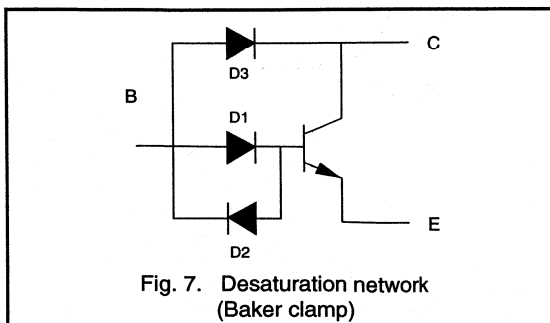 C
D3
B
D1
D2
E
Fig. 7. Desaturation network
(Baker clamp)